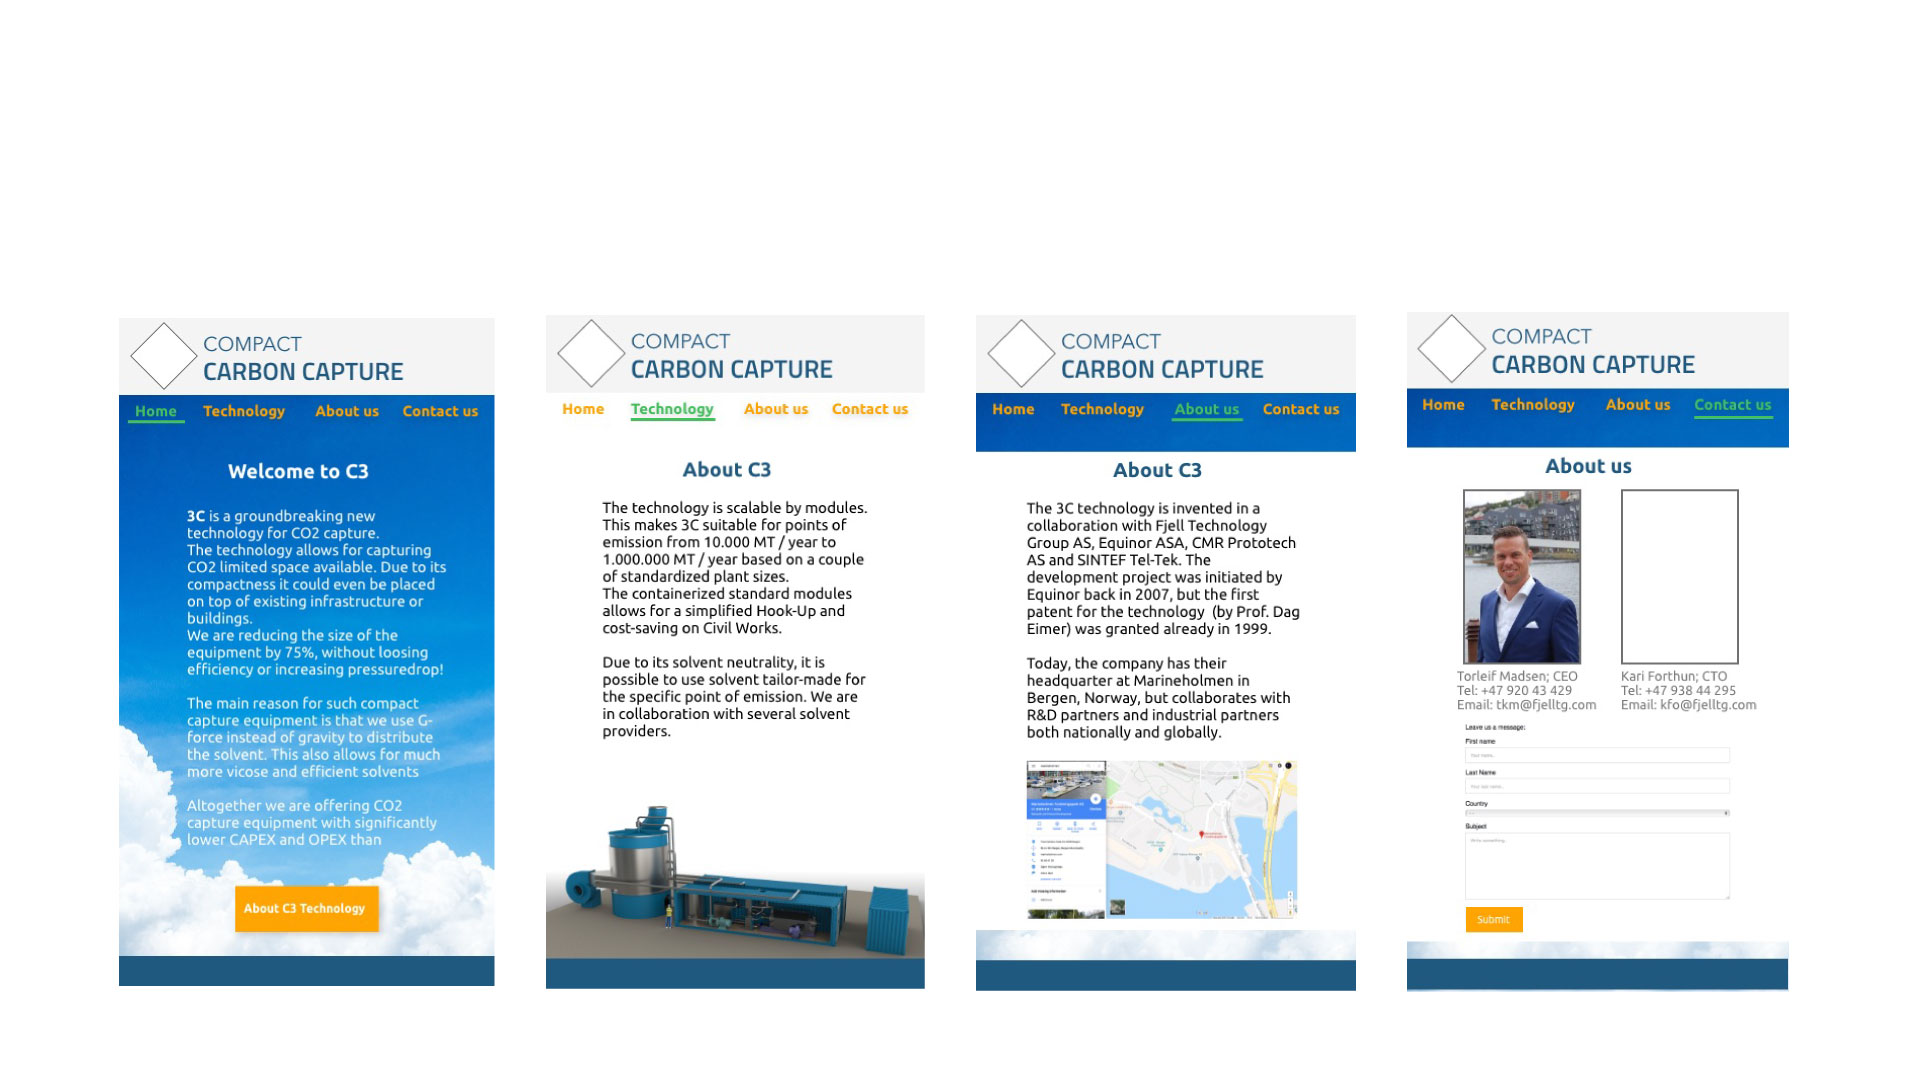 COMPACT
CARBON CAPTURE
Home Technology About us Contact us
Welcome to C3
3C is a groundbreaking new
technology for CO2 capture.
The technology allows for capturing
CO2 limited space available. Due to its
compactness it could even be placed
on top of existing infrastructure or
buildings.
We are reducing the size of the
equipment by 75%, without loosing
efficiency or increasing pressuredrop!
The main reason for such compact
capture equipment is that we use G-
force instead of gravity to distribute
the solvent. This also allows for much
more vicose and efficient solvents
Altogether we are offering CO2
capture equipment with significantly
lower CAPEX and OPEX than
About C3 Technology
COMPACT
CARBON CAPTURE
Home Technology About us Contact us
About C3
The technology is scalable by modules.
This makes 3C suitable for points of
emission from 10.000 MT / year to
1.000.000 MT / year based on a couple
of standardized plant sizes.
The containerized standard modules
allows for a simplified Hook-Up and
cost-saving on Civil Works.
Due to its solvent neutrality, it is
possible to use solvent tailor-made for
the specific point of emission. We are
in collaboration with several solvent
providers.
COMPACT
CARBON CAPTURE
Home Technology About us Contact us
About C3
The 3C technology is invented in a
collaboration with Fjell Technology
Group AS, Equinor ASA, CMR Prototech
AS and SINTEF Tel-Tek. The
development project was initiated by
Equinor back in 2007, but the first
patent for the technology (by Prof. Dag
Eimer) was granted already in 1999.
Today, the company has their
headquarter at Marineholmen in
Bergen, Norway, but collaborates with
R&D partners and industrial partners
both nationally and globally.
COMPACT
CARBON CAPTURE
Home Technology About us Contact us
About us
Torleif Madsen; CEO
Tel: +47 920 43 429
Email: tkm@fjelltg.com
Kari Forthun; CTO
Tel: +47 938 44 295
Email: kfo@fjelltg.com
Leave us a message:
First name
Your name..
Last Name
Your last name..
Country
Subject
Write something..
Submit